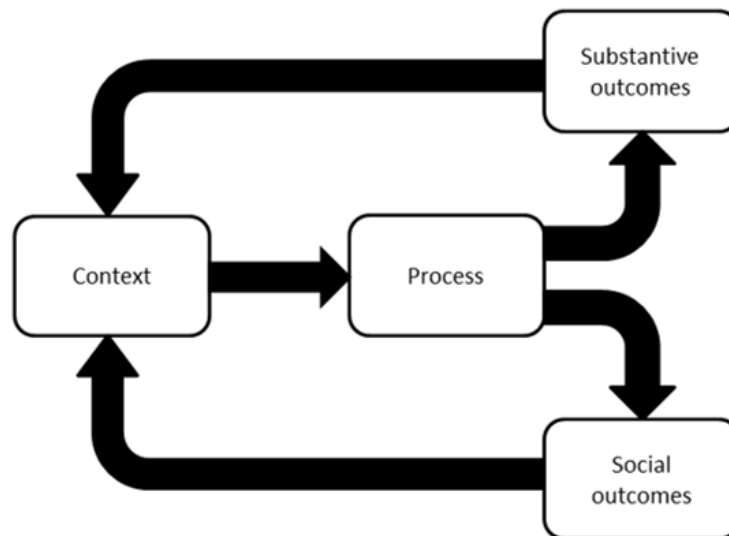 Substantive
outcomes
Context
Process
Social
outcomes